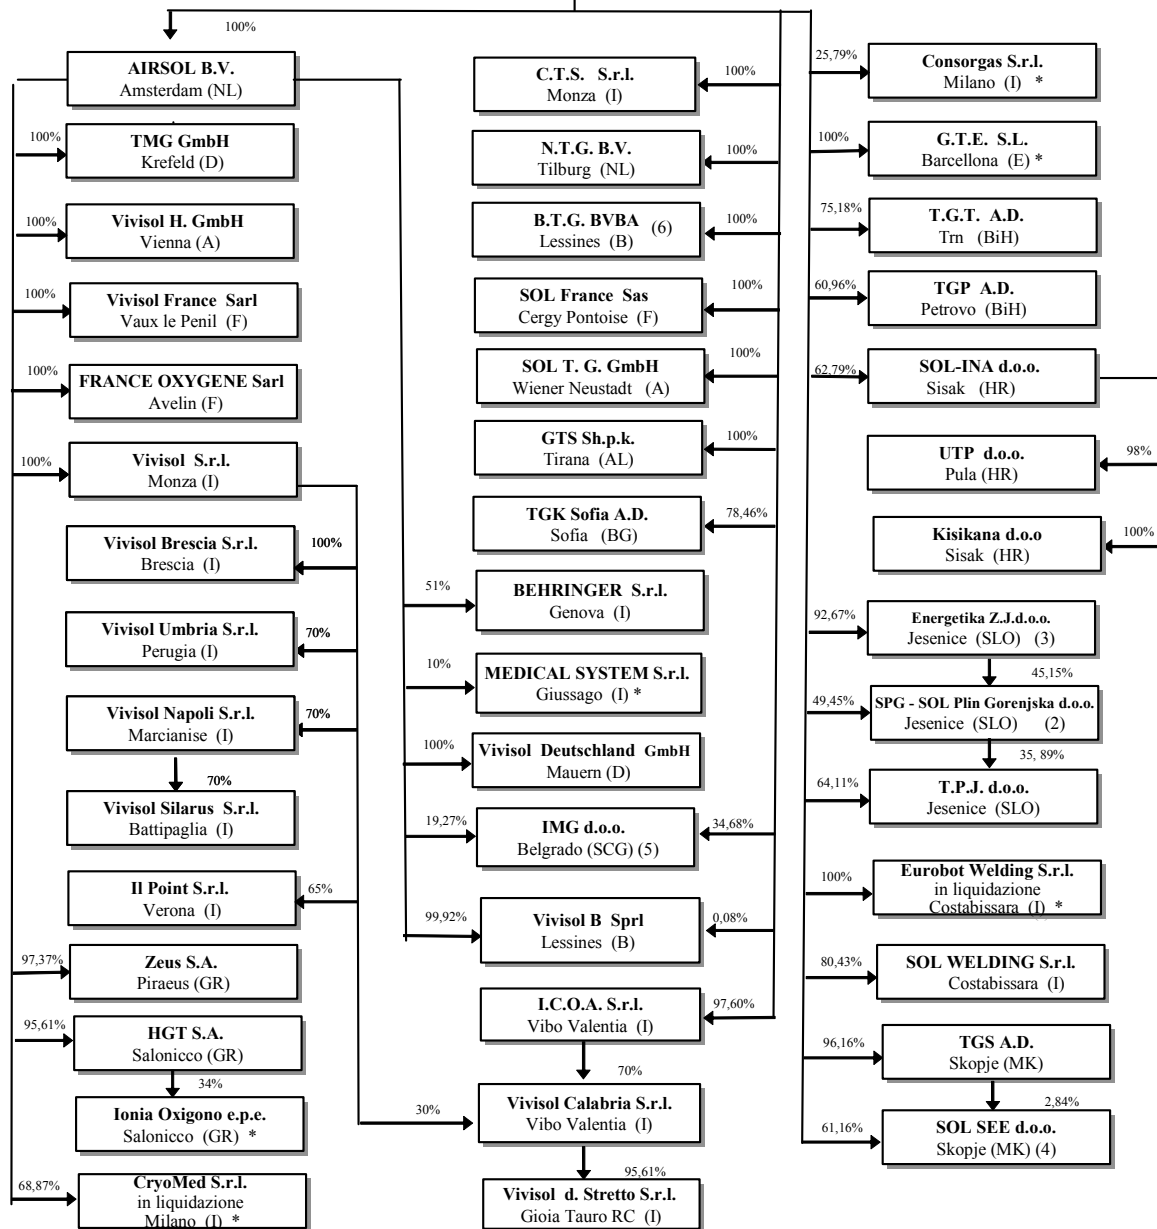 100%
AIRSOL B.V.
Amsterdam (NL)
100%
TMG GmbH
Krefeld (D)
100%
Vivisol H. GmbH
Vienna (A)
100%
Vivisol France Sarl
Vaux le Penil (F)
100%
FRANCE OXYGENE Sarl
Avelin (F)
100%
Vivisol S.r.l.
Monza (I)
Vivisol Brescia S.r.l.
Brescia (I)
100%
Vivisol Umbria S.r.l.
Perugia (I)
70%
Vivisol Napoli S.r.l.
Marcianise (I)
70%
70%
Vivisol Silarus S.r.l.
Battipaglia (I)
Il Point S.r.l.
Verona (I)
65%
97,37%
Zeus S.A.
Piraeus (GR)
95,61%
HGT S.A.
Salonicco (GR)
34%
Ionia Oxigono e.p.e.
Salonicco (GR) *
68,87%
CryoMed S.r.l.
in liquidazione
Milano (I) *
C.T.S. S.r.l.
Monza (I)
100%
N.T.G. B.V.
Tilburg (NL)
100%
B.T.G. BVBA (6)
Lessines (B)
100%
SOL France Sas
Cergy Pontoise (F)
100%
SOL T. G. GmbH
Wiener Neustadt (A)
100%
GTS Sh.p.k.
Tirana (AL)
100%
TGK Sofia A.D.
Sofia (BG)
78,46%
51%
BEHRINGER S.r.l.
Genova (I)
10%
MEDICAL SYSTEM S.r.l.
Giussago (I) *
100%
Vivisol Deutschland GmbH
Mauern (D)
19,27%
IMG d.o.o.
Belgrado (SCG) (5)
34,68%
99,92%
Vivisol B Sprl
Lessines (B)
0,08%
I.C.O.A. S.r.l.
Vibo Valentia (I)
97,60%
70%
30%
Vivisol Calabria S.r.l.
Vibo Valentia (I)
95,61%
Vivisol d. Stretto S.r.l.
Gioia Tauro RC (I)
25,79%
Consorgas S.r.l.
Milano (I) *
100%
G.T.E. S.L.
Barcellona (E) *
75,18%
T.G.T. A.D.
Trn (BiH)
60,96%
TGP A.D.
Petrovo (BiH)
62,79%
SOL-INA d.o.o.
Sisak (HR)
UTP d.o.o.
Pula (HR)
98%
Kisikana d.o.o
Sisak (HR)
100%
92,67%
Energetika Z.J.d.o.o.
Jesenice (SLO) (3)
45,15%
49,45%
SPG - SOL Plin Gorenjska d.o.o.
Jesenice (SLO) (2)
35, 89%
64,11%
T.P.J. d.o.o.
Jesenice (SLO)
100%
Eurobot Welding S.r.l.
in liquidazione
Costabissara (I) *
80,43%
SOL WELDING S.r.l.
Costabissara (I)
96,16%
TGS A.D.
Skopje (MK)
2,84%
61,16%
SOL SEE d.o.o.
Skopje (MK) (4)